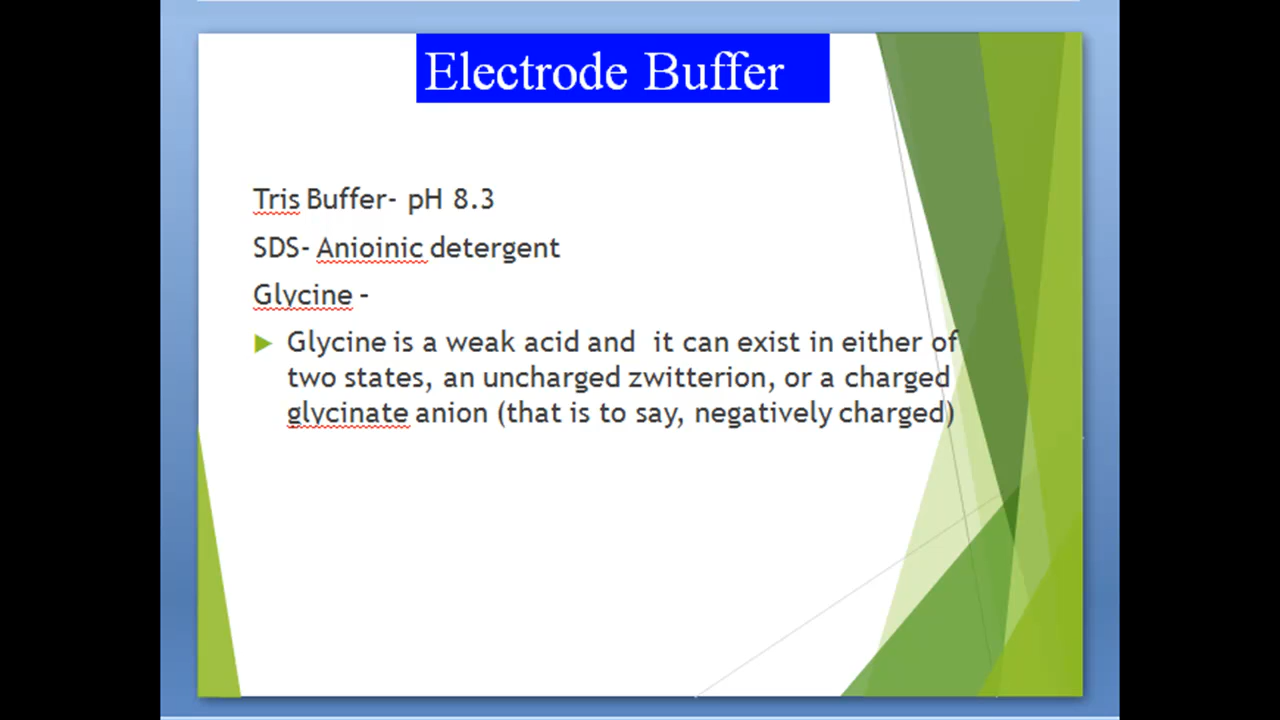 Electrode Buffer
Tris Buffer- pH 8.3
SDS- Anioinic detergent
Glycine -
Glycine is a weak acid and it can exist in either of
two states, an uncharged zwitterion, or a charged
glycinate anion (that is to say, negatively charged)